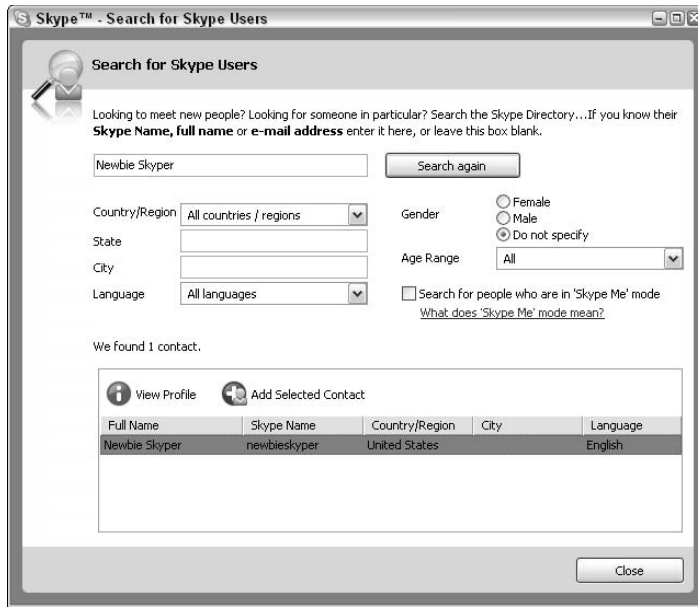 Skype™ - Search for Skype Users
Search for Skype Users
Looking to meet new people? Looking for someone in particular? Search the Skype Directory...If you know their
Skype Name, full name or e-mail address enter it here, or leave this box blank.
Newbie Skyper
Search again
Country/Region All countries / regions
State
City
Language All languages
Gender
Female
Male
Do not specify
Age Range All
Search for people who are in 'Skype Me' mode
What does 'Skype Me' mode mean?
We found 1 contact.
View Profile Add Selected Contact
Full Name Skype Name Country/Region City Language
Newbie Skyper newbieskyper United States English
Close